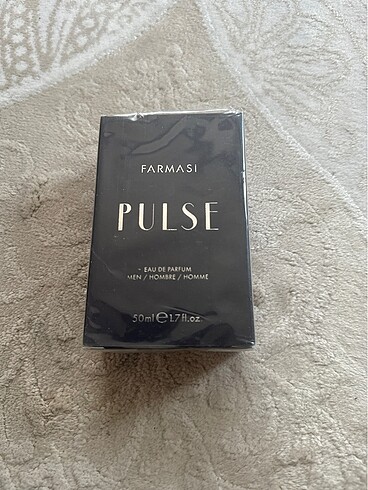 FARMASI
PULSE
EAU DE PARFUM
MEN / HOMBRE / HOMME
50ml ℮ 1.7 fl.oz.